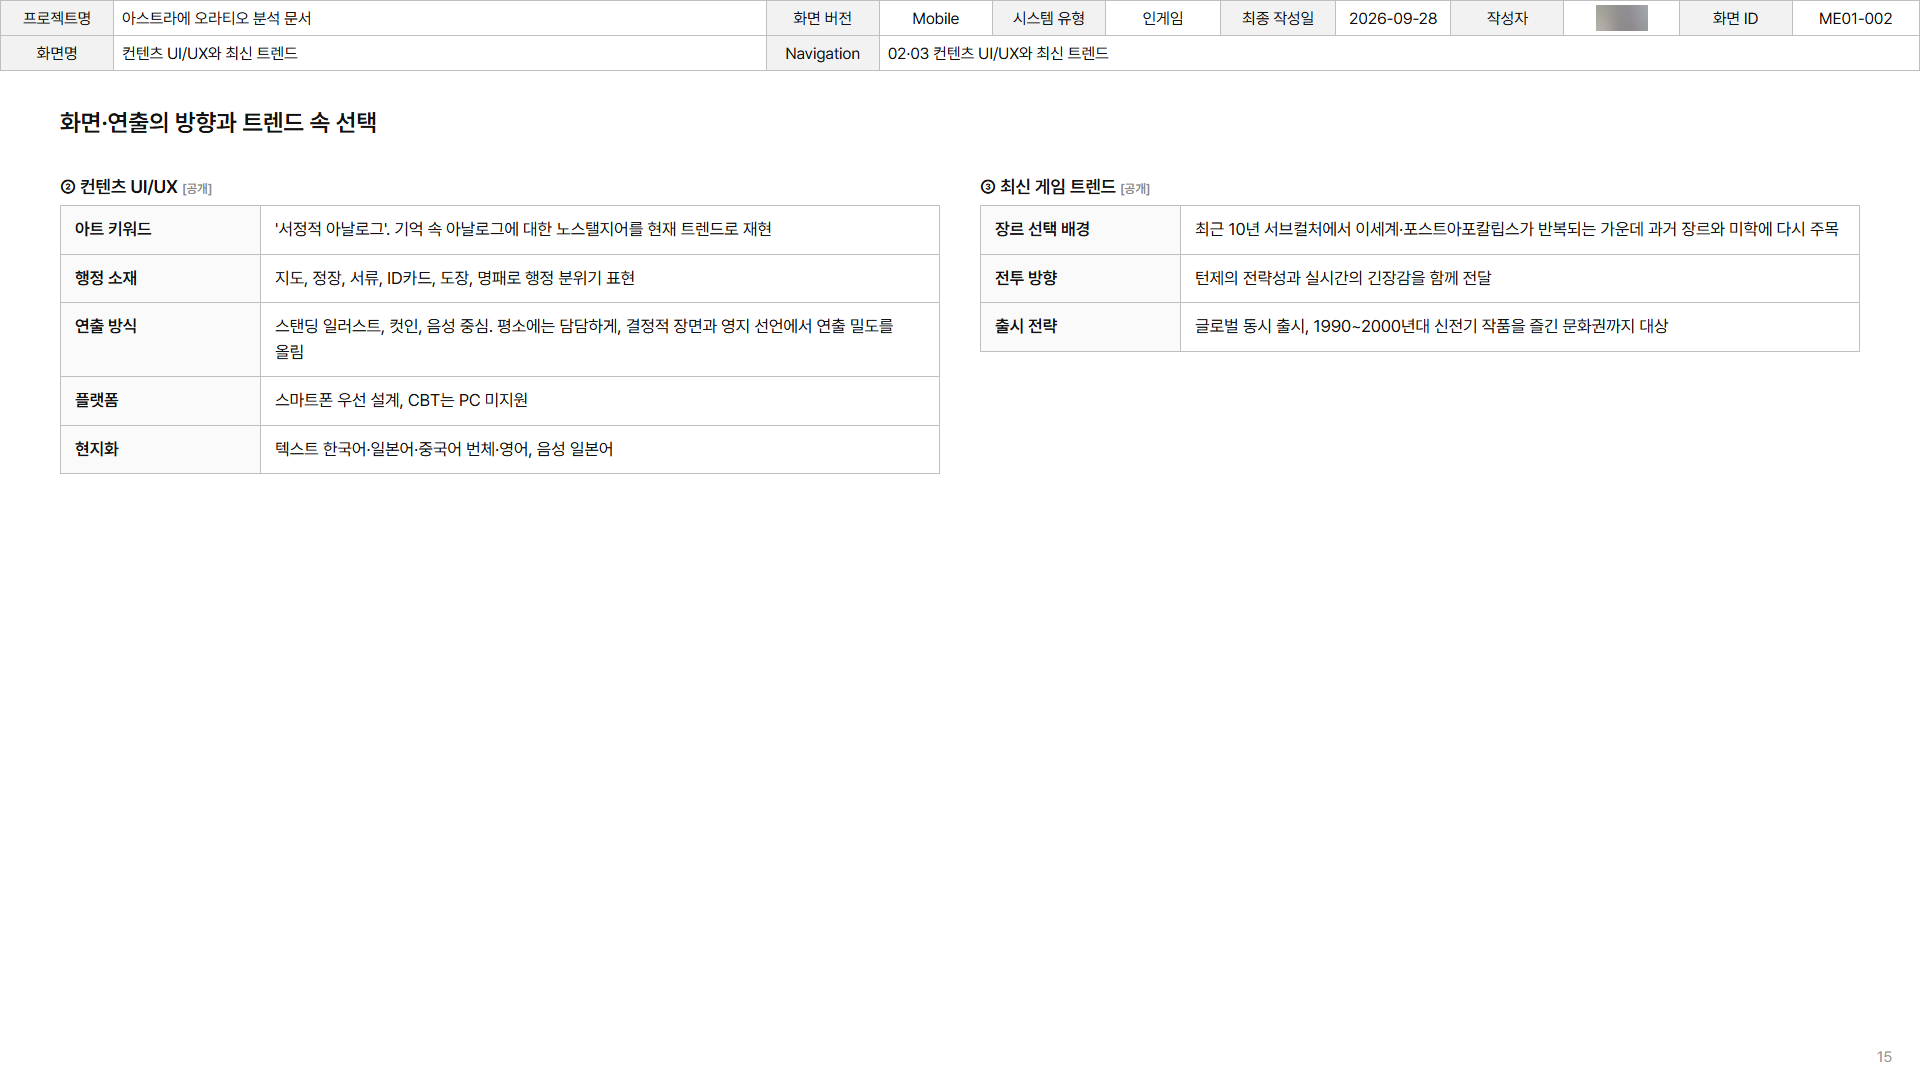 프로젝트명 아스트라에 오라티오 분석 문서 화면 버전 Mobile 시스템 유형 인게임 최종 작성일 2026-09-28 작성자 화면 ID ME01-002
화면명 컨텐츠 UI/UX와 최신 트렌드 Navigation 02·03 컨텐츠 UI/UX와 최신 트렌드
화면·연출의 방향과 트렌드 속 선택
② 컨텐츠 UI/UX [공개]
아트 키워드 '서정적 아날로그'. 기억 속 아날로그에 대한 노스탤지어를 현재 트렌드로 재현
행정 소재 지도, 정장, 서류, ID카드, 도장, 명패로 행정 분위기 표현
연출 방식 스탠딩 일러스트, 컷인, 음성 중심. 평소에는 담담하게, 결정적 장면과 영지 선언에서 연출 밀도를
올림
플랫폼 스마트폰 우선 설계, CBT는 PC 미지원
현지화 텍스트 한국어·일본어·중국어 번체·영어, 음성 일본어
③ 최신 게임 트렌드 [공개]
장르 선택 배경 최근 10년 서브컬처에서 이세계·포스트아포칼립스가 반복되는 가운데 과거 장르와 미학에 다시 주목
전투 방향 턴제의 전략성과 실시간의 긴장감을 함께 전달
출시 전략 글로벌 동시 출시, 1990~2000년대 신전기 작품을 즐긴 문화권까지 대상
15